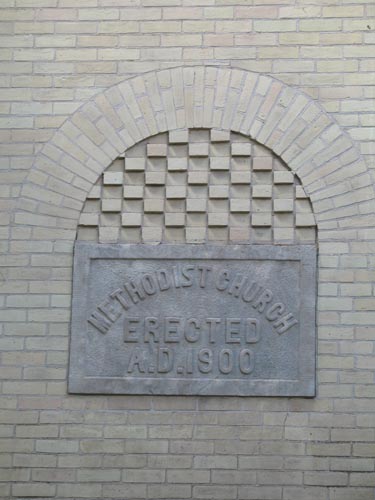 METHODIST CHURCH
ERECTED
A.D. 1900